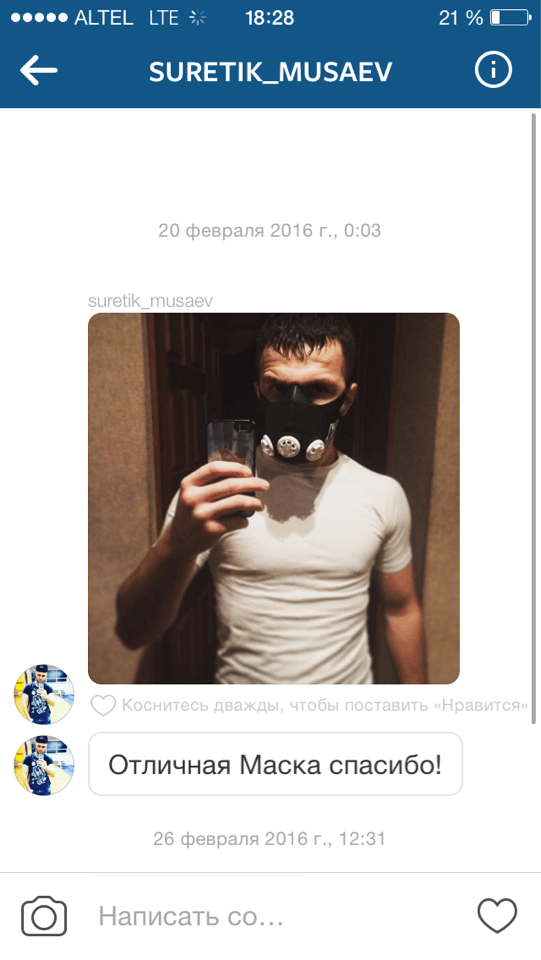 ALTEL LTE 18:28 21 %
SURETIK_MUSAEV
20 февраля 2016 г., 0:03
suretik_musaev
Коснитесь дважды, чтобы поставить «Нравится»
Отличная Маска спасибо!
26 февраля 2016 г., 12:31
Написать со...